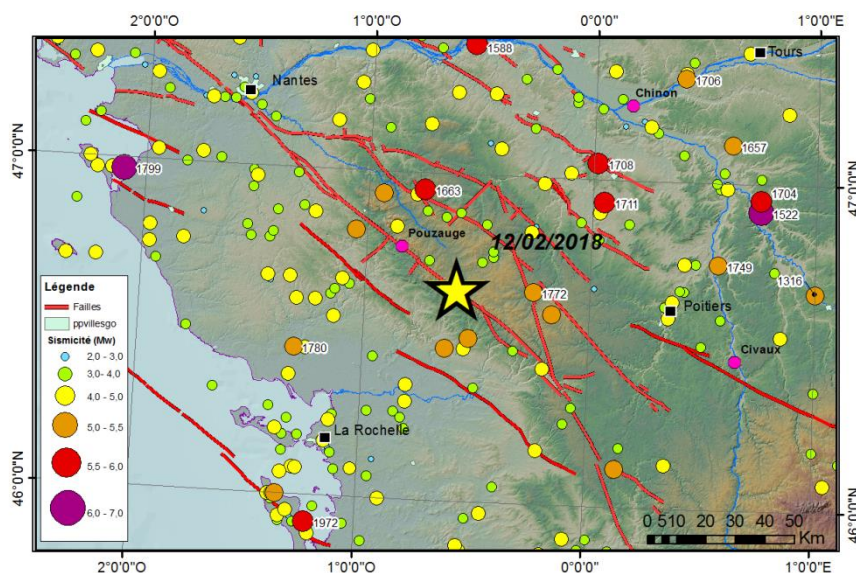 2°0'0"O
1°0'0"O
0°0'0"
1°0'0"E
1588
Tours
Nantes
1706
Chinon
47°0'0"N
1657
1799
1708
47°0'0"N
1663
1704
1711
1522
Pouzauge
12/02/2018
1749
1316
Légende
Failles
ppvillesgo
Sismicité (Mw)
2.0 - 3.0
3,0 - 4,0
4,0 - 5,0
5,0 - 5,5
5,5 - 6,0
6,0 - 7,0
1772
Poitiers
1780
Civaux
La Rochelle
46°0'0"N
1972
0 5 10 20 30 40 50
Km
46°0'0"N
2°0'0"O
1°0'0"O
0°0'0"
1°0'0"E